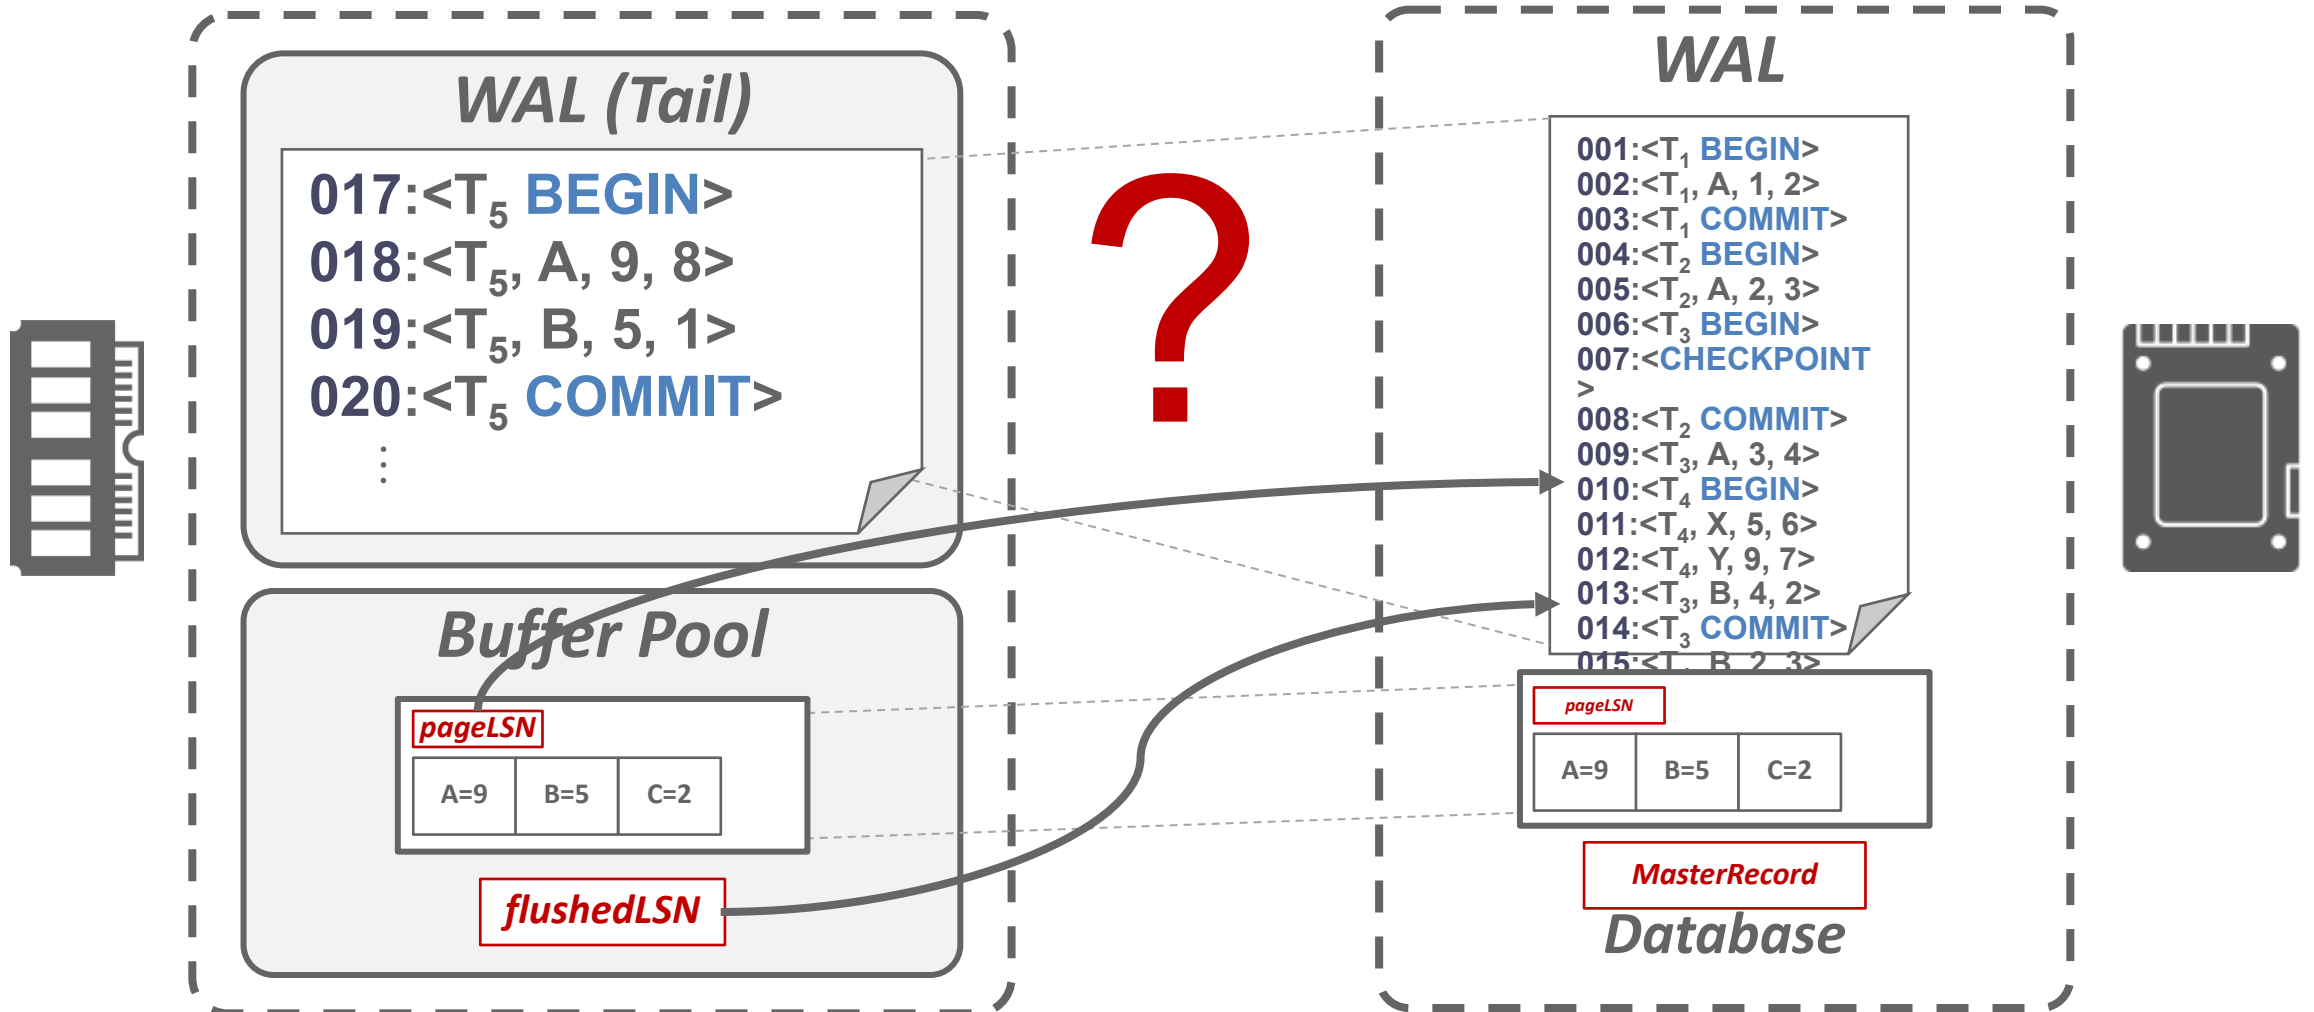 WAL (Tail)
017:<T5 BEGIN>
018:<T5, A, 9, 8>
019:<T5, B, 5, 1>
020:<T5 COMMIT>
⋮
Buffer Pool
pageLSN
A=9 B=5 C=2
flushedLSN
?
WAL
001:<T1 BEGIN>
002:<T1, A, 1, 2>
003:<T1 COMMIT>
004:<T2 BEGIN>
005:<T2, A, 2, 3>
006:<T3 BEGIN>
007:<CHECKPOINT
>
008:<T2 COMMIT>
009:<T3, A, 3, 4>
010:<T4 BEGIN>
011:<T4, X, 5, 6>
012:<T4, Y, 9, 7>
013:<T3, B, 4, 2>
014:<T3 COMMIT>
015:<T, B, 2, 3>
pageLSN
A=9 B=5 C=2
MasterRecord
Database